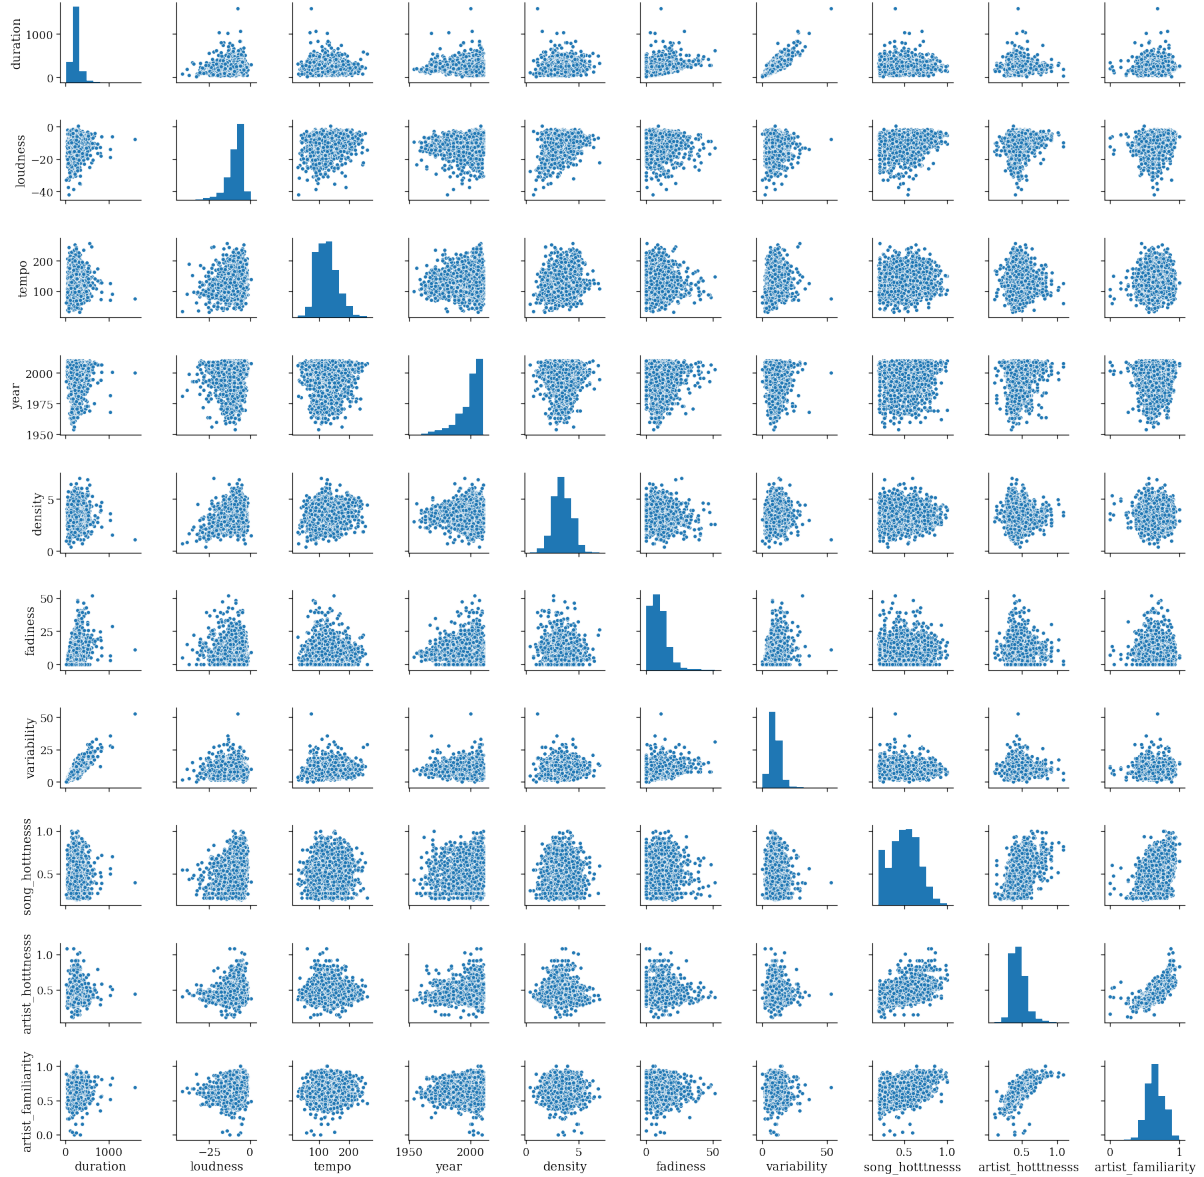 duration
1000
0
loudness
0
−20
−40
tempo
200
100
year
2000
1975
1950
density
5
0
fadiness
50
25
0
variability
50
25
0
song_hotttnesss
1.0
0.5
artist_hotttnesss
1.0
0.5
artist_familiarity
1.0
0.5
0.0
0 1000 −25 0 100 200 1950 2000 0 5 0 50 0 50 0.5 1.0 0.5 1.0 0 1
duration loudness tempo year density fadiness variability song_hotttnesss artist_hotttnesss artist_familiarity